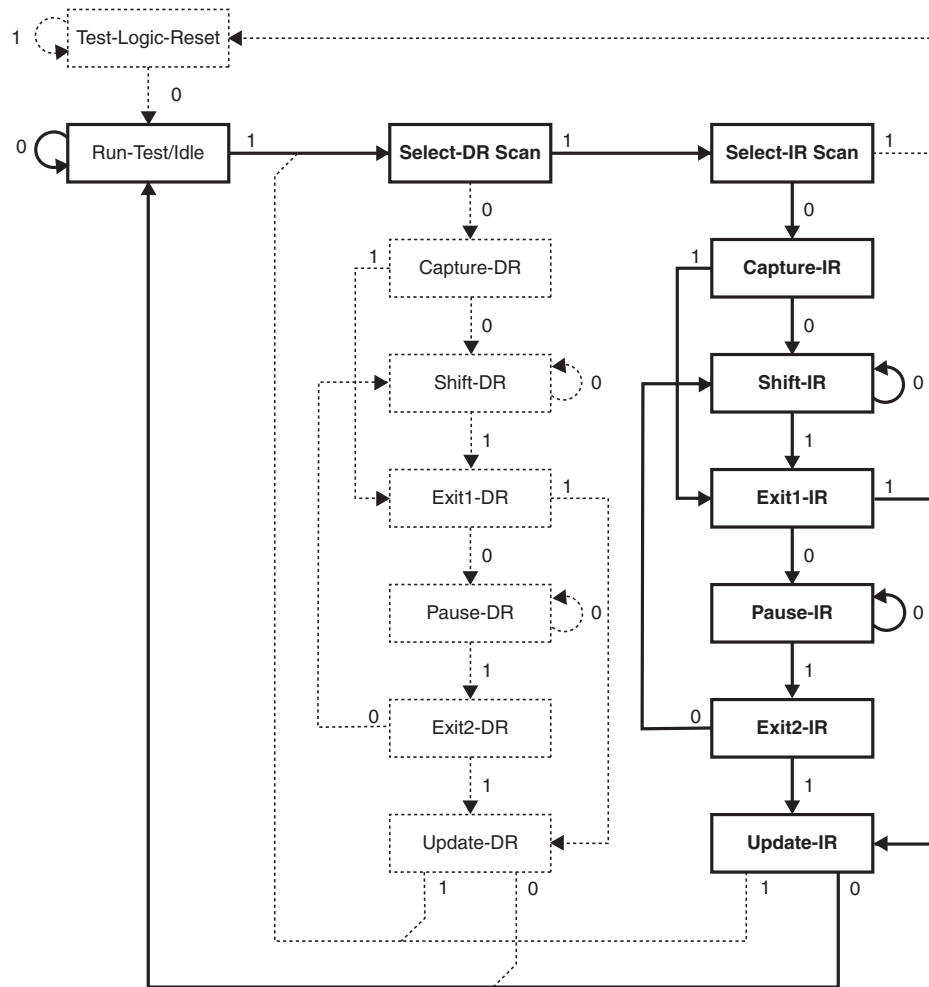 1
Test-Logic-Reset
0
0
Run-Test/Idle
1
Select-DR Scan
1
Select-IR Scan
1
0
0
1
Capture-DR
1
Capture-IR
0
0
Shift-DR
0
Shift-IR
0
1
1
Exit1-DR
1
Exit1-IR
1
0
0
Pause-DR
0
Pause-IR
0
1
1
0
Exit2-DR
0
Exit2-IR
1
1
Update-DR
Update-IR
1
0
1
0